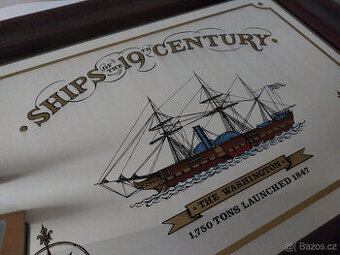 ·SHIPS OF THE 19TH CENTURY·
· THE WASHINGTON ·
1,750 TONS LAUNCHED 1847
© Bazos.cz